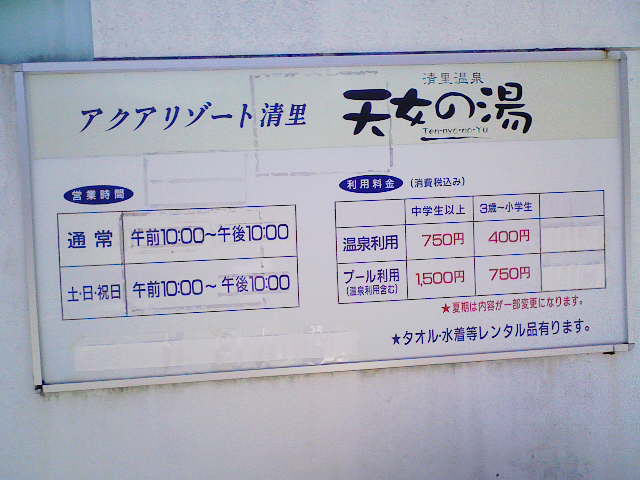 アクアリゾート清里
清里温泉
天女の湯
Ten-nyo-no-Yu
営業時間
通常 午前10:00〜午後10:00
土・日・祝日 午前10:00〜午後10:00
利用料金 (消費税込み)
中学生以上 3歳〜小学生
温泉利用 750円 400円
プール利用 1,500円 750円
(温泉利用含む)
★夏期は内容が一部変更になります。
★タオル・水着等レンタル品有ります。